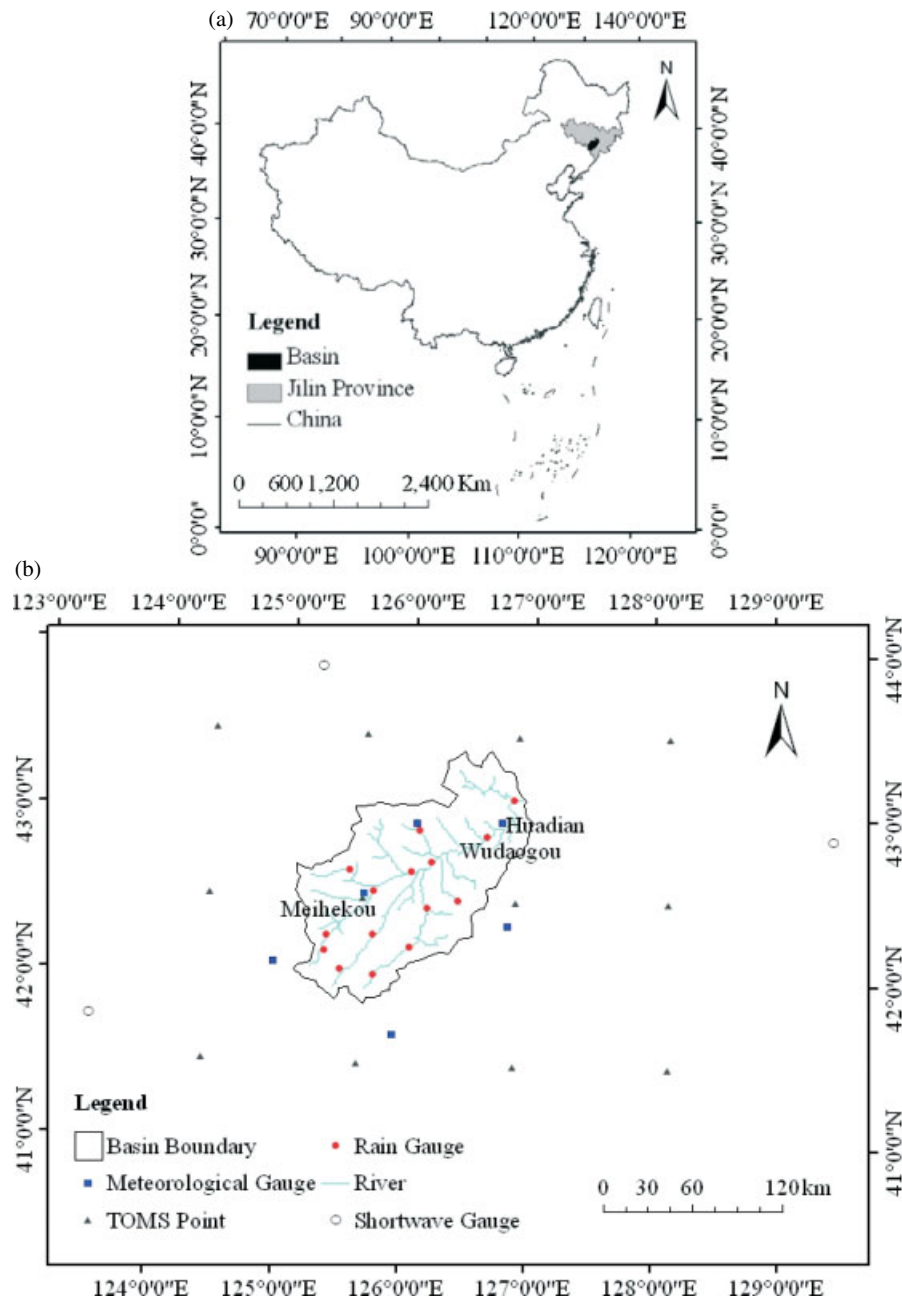 (a)
70°0'0"E 90°0'0"E 120°0'0"E 140°0'0"E
N
40°0'0"N
30°0'0"N
20°0'0"N
10°0'0"N
0°0'0"
40°0'0"N
30°0'0"N
20°0'0"N
10°0'0"N
0°0'0"
Legend
Basin
Jilin Province
China
0 600 1,200 2,400 Km
90°0'0"E 100°0'0"E 110°0'0"E 120°0'0"E
(b)
123°0'0"E 124°0'0"E 125°0'0"E 126°0'0"E 127°0'0"E 128°0'0"E 129°0'0"E
N
43°0'0"N
42°0'0"N
41°0'0"N
44°0'0"N
43°0'0"N
42°0'0"N
41°0'0"N
Huadian
Wudaogou
Meihekou
Legend
Basin Boundary
Rain Gauge
Meteorological Gauge
River
TOMS Point
Shortwave Gauge
0 30 60 120 km
124°0'0"E 125°0'0"E 126°0'0"E 127°0'0"E 128°0'0"E 129°0'0"E